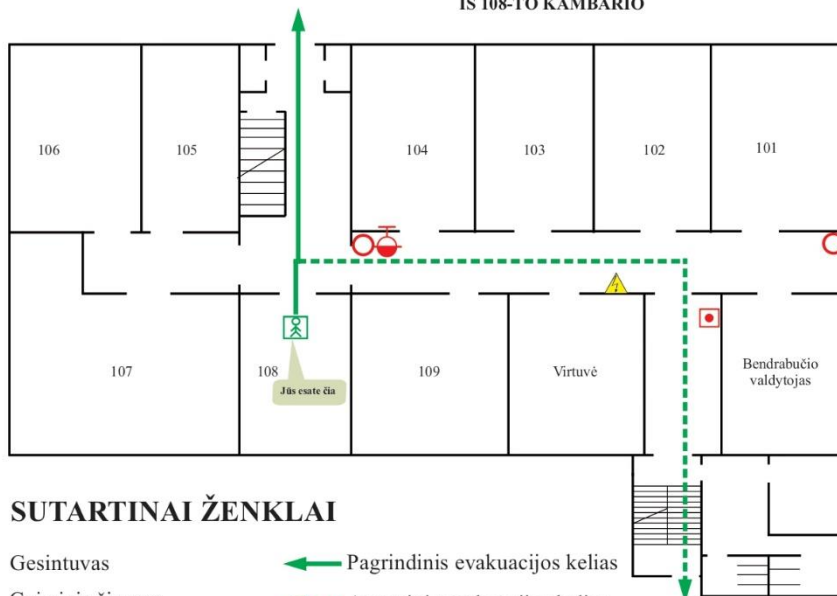 IŠ 108-TO KAMBARIO
106
105
104
103
102
101
107
108
Jūs esate čia
109
Virtuvė
Bendrabučio
valdytojas
SUTARTINAI ŽENKLAI
Gesintuvas
Pagrindinis evakuacijos kelias